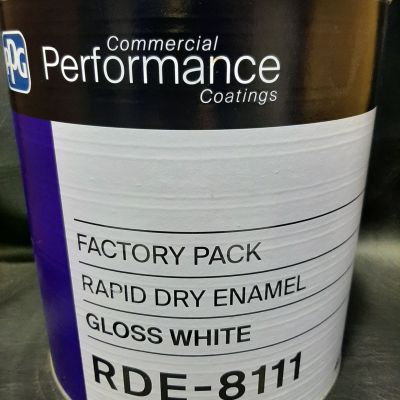 PPG
Commercial
Performance
Coatings
FACTORY PACK
RAPID DRY ENAMEL
GLOSS WHITE
RDE-8111